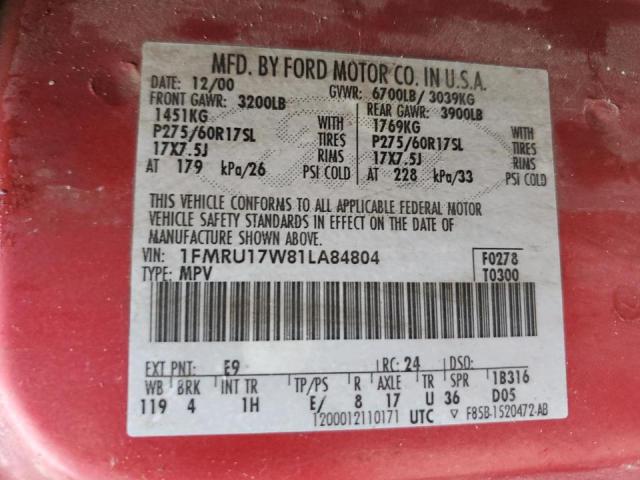 MFD. BY FORD MOTOR CO. IN U.S.A.
DATE: 12/00 GVWR: 6700LB/ 3039KG
FRONT GAWR: 3200LB REAR GAWR: 3900LB
1451KG WITH 1769KG WITH
P275/60R17SL TIRES P275/60R17SL TIRES
17X7.5J RIMS 17X7.5J RIMS
AT 179 kPa/26 PSI COLD AT 228 kPa/33 PSI COLD
THIS VEHICLE CONFORMS TO ALL APPLICABLE FEDERAL MOTOR
VEHICLE SAFETY STANDARDS IN EFFECT ON THE DATE OF
MANUFACTURE SHOWN ABOVE.
VIN: 1FMRU17W81LA84804 F0278
TYPE: MPV T0300
EXT PNT: E9 RC: 24 DSO:
WB BRK INT TR TP/PS R AXLE TR SPR 1B316
119 4 1H E/ 8 17 U 36 D05
1200012110171 UTC ▽ F85B-1520472-AB